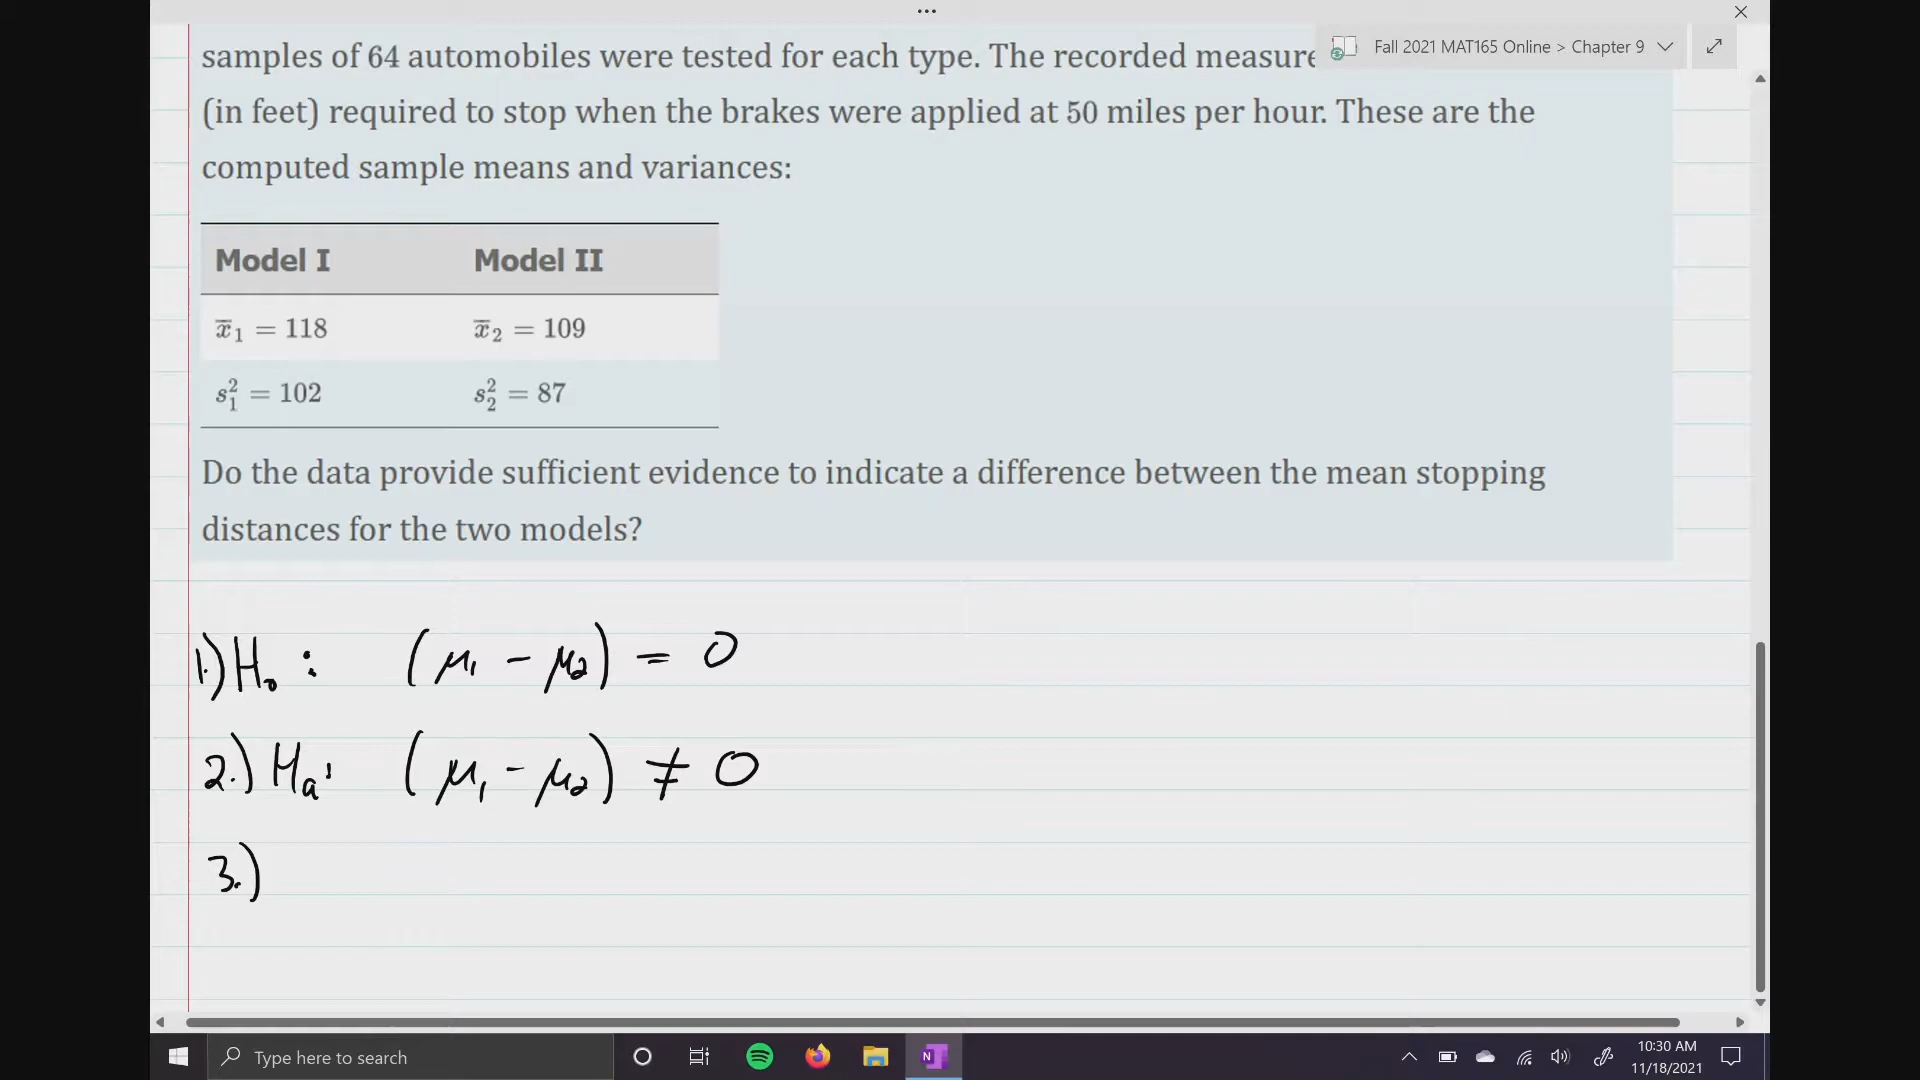 ...
Fall 2021 MAT165 Online > Chapter 9
samples of 64 automobiles were tested for each type. The recorded measure
(in feet) required to stop when the brakes were applied at 50 miles per hour. These are the
computed sample means and variances:
Model I Model II
x̄₁ = 118 x̄₂ = 109
s₁² = 102 s₂² = 87
Do the data provide sufficient evidence to indicate a difference between the mean stopping
distances for the two models?
1.) H₀ : (μ₁ − μ₂) = 0
2.) Hₐ: (μ₁ − μ₂) ≠ 0
3.)
Type here to search
N
10:30 AM
11/18/2021